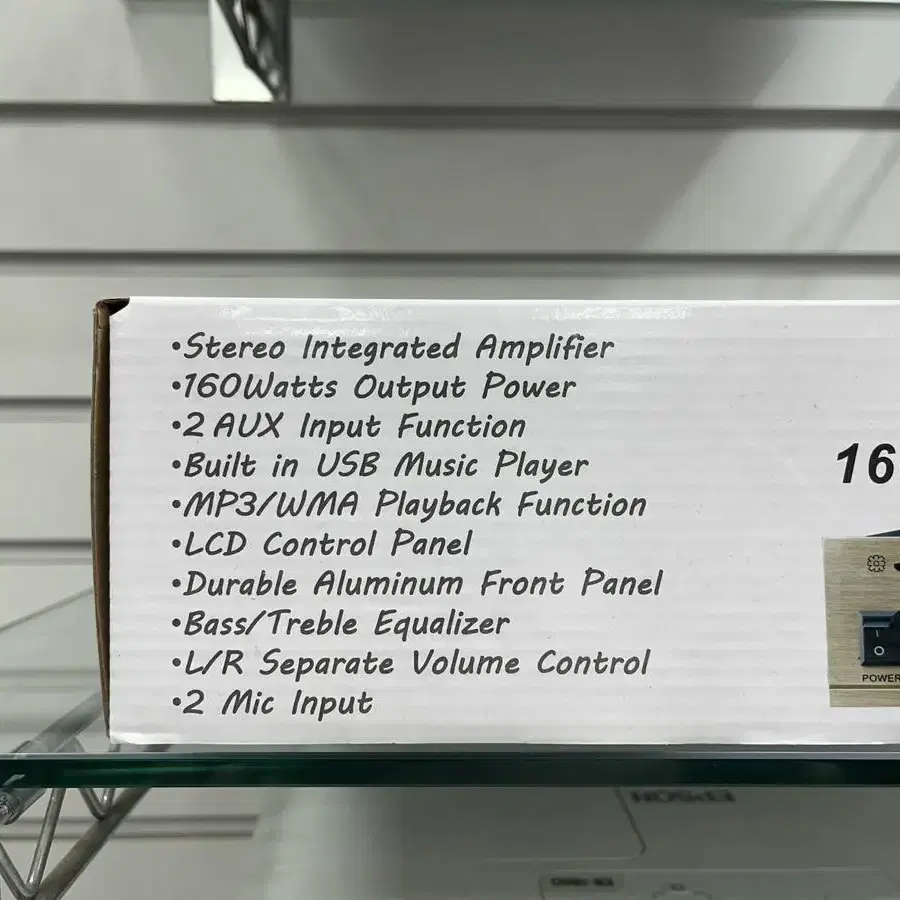 •Stereo Integrated Amplifier
•160Watts Output Power
•2 AUX Input Function
•Built in USB Music Player
•MP3/WMA Playback Function
•LCD Control Panel
•Durable Aluminum Front Panel
•Bass/Treble Equalizer
•L/R Separate Volume Control
•2 Mic Input
16
POWER
EPSON